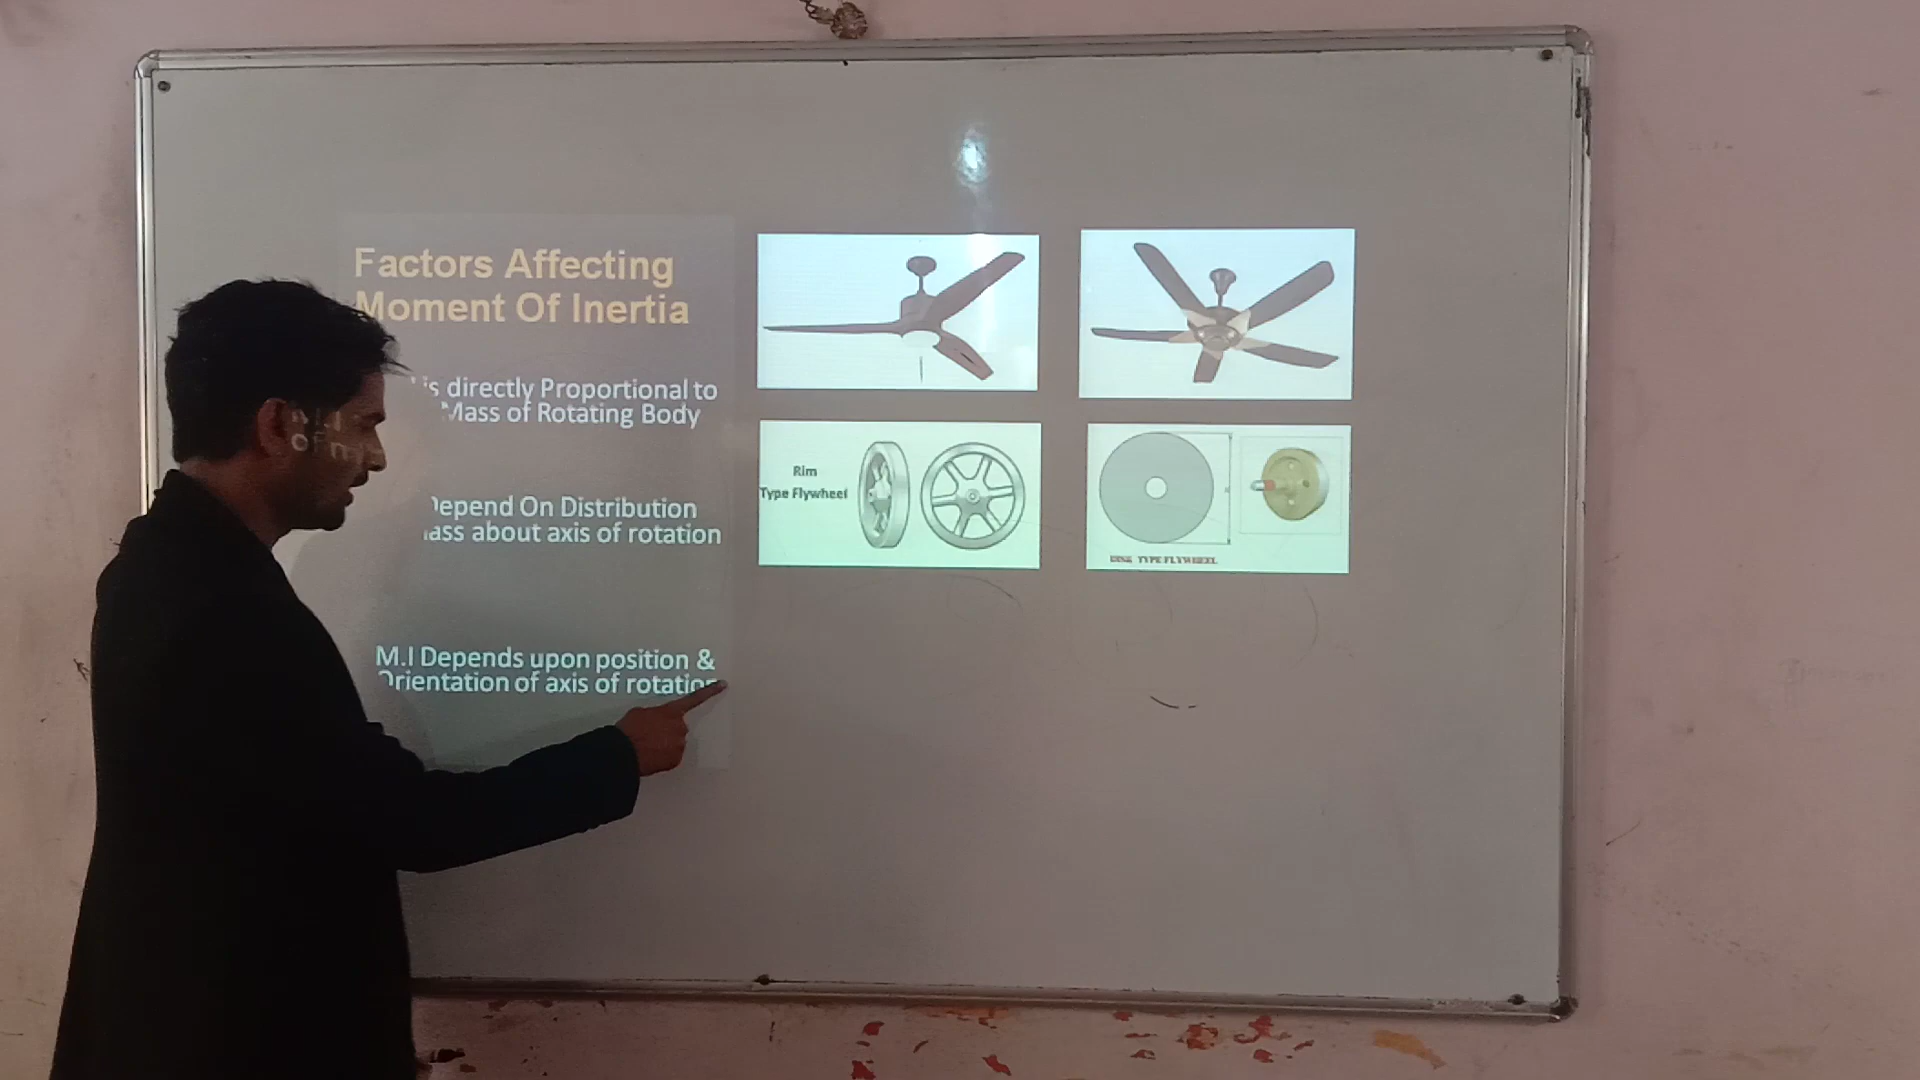 Factors Affecting
Moment Of Inertia
is directly Proportional to
Mass of Rotating Body
Depend On Distribution
about axis of rotation
M.I Depends upon position &
Orientation of axis of rotation
Rim
Type Flywheel
DISK TYPE FLYWHEEL